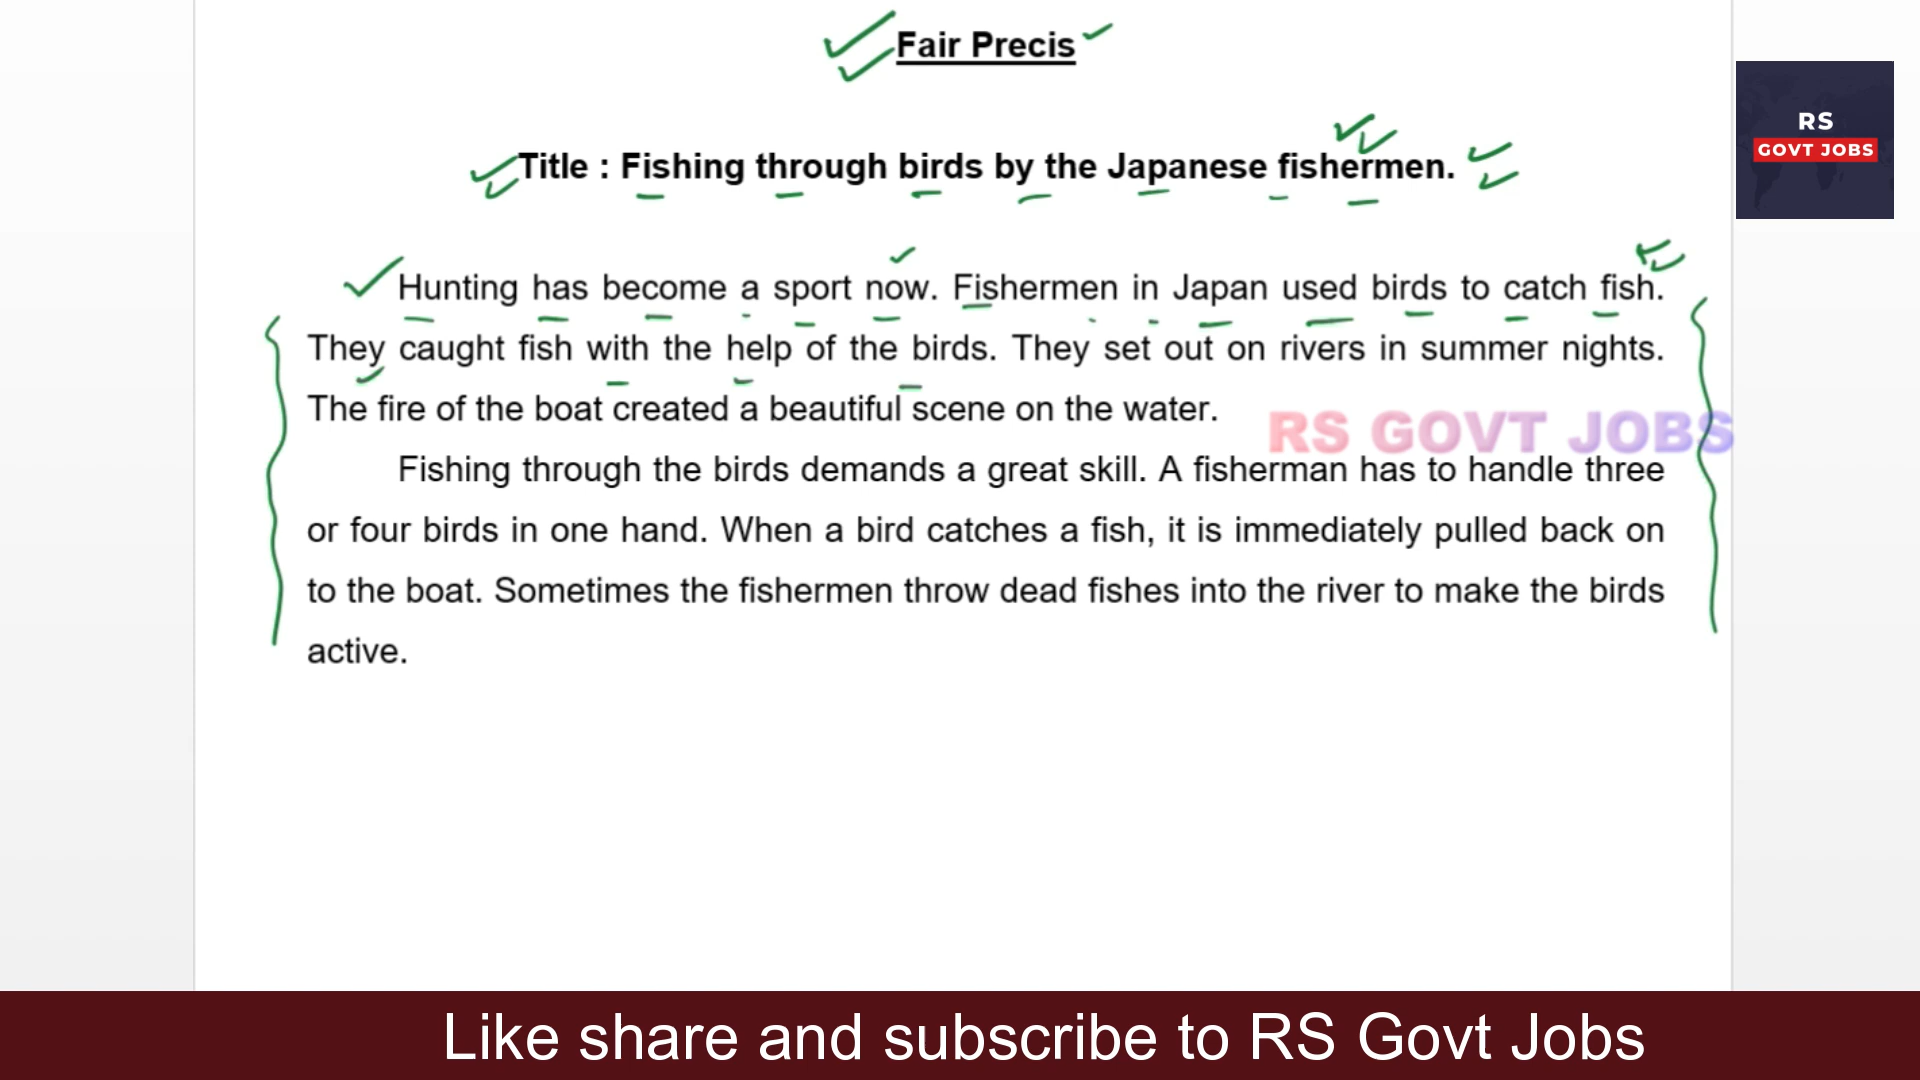 Fair Precis
Title : Fishing through birds by the Japanese fishermen.
RS
GOVT JOBS
Hunting has become a sport now. Fishermen in Japan used birds to catch fish.
They caught fish with the help of the birds. They set out on rivers in summer nights.
The fire of the boat created a beautiful scene on the water.
RS GOVT JOBS
Fishing through the birds demands a great skill. A fisherman has to handle three
or four birds in one hand. When a bird catches a fish, it is immediately pulled back on
to the boat. Sometimes the fishermen throw dead fishes into the river to make the birds
active.
Like share and subscribe to RS Govt Jobs